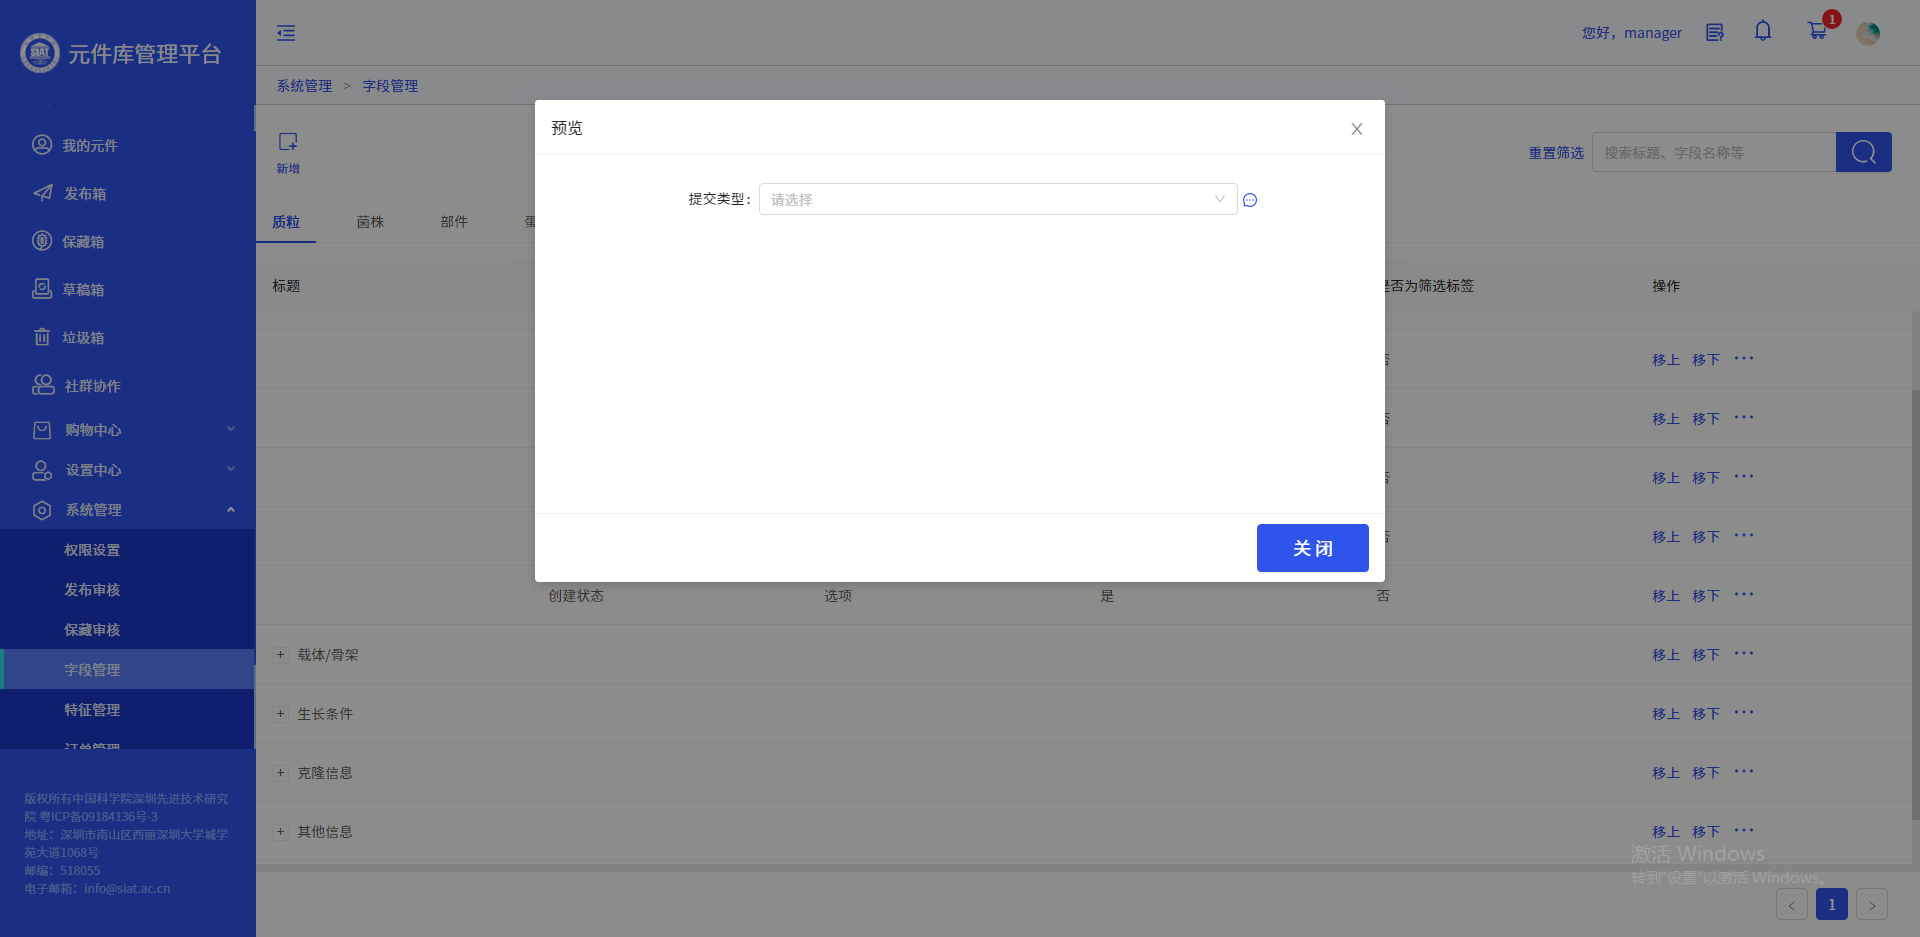 SIAT
元件库管理平台
您好，manager
1
系统管理 > 字段管理
我的元件
发布箱
保藏箱
草稿箱
垃圾箱
社群协作
购物中心
设置中心
系统管理
权限设置
发布审核
保藏审核
字段管理
特征管理
订单管理
版权所有中国科学院深圳先进技术研究
院 粤ICP备09184136号-3
地址：深圳市南山区西丽深圳大学城学
苑大道1068号
邮编：518055
电子邮箱：info@siat.ac.cn
新增
重置筛选 搜索标题、字段名称等
质粒 菌株 部件
标题 是否为筛选标签 操作
预览
提交类型： 请选择
关 闭
否 移上 移下 ···
否 移上 移下 ···
否 移上 移下 ···
否 移上 移下 ···
创建状态 选项 是 否 移上 移下 ···
+ 载体/骨架 移上 移下 ···
+ 生长条件 移上 移下 ···
+ 克隆信息 移上 移下 ···
+ 其他信息 移上 移下 ···
激活 Windows
转到"设置"以激活 Windows。
< 1 >